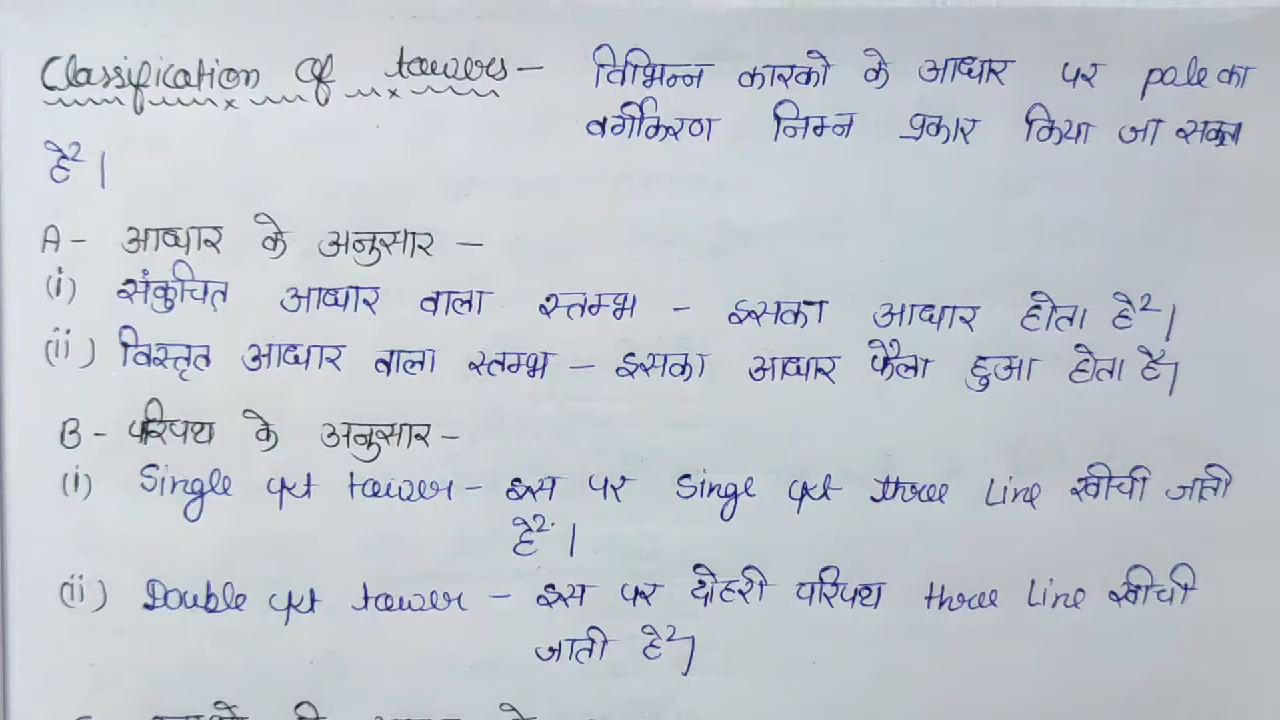 Classification of towers - विभिन्न कारको के आधार पर pole का
वर्गीकरण निम्न प्रकार किया जा सकता
है।
A - आधार के अनुसार -
(i) संकुचित आधार वाला स्तम्भ - इसका आधार होता है।
(ii) विस्तृत आधार वाला स्तम्भ - इसका आधार फैला हुआ होता है।
B - परिपथ के अनुसार -
(i) Single ckt tower - इस पर Singe ckt three Line खीची जाती
है।
(ii) Double ckt tower - इस पर दोहरी परिपथ three Line खीची
जाती है।